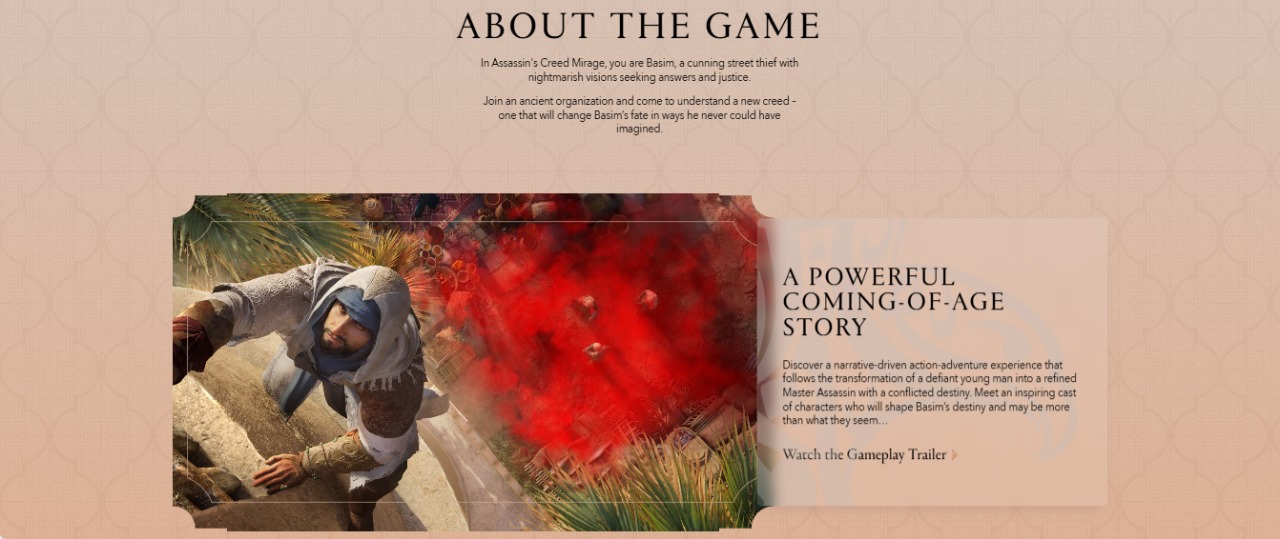 ABOUT THE GAME
In Assassin's Creed Mirage, you are Basim, a cunning street thief with
nightmarish visions seeking answers and justice.
Join an ancient organization and come to understand a new creed –
one that will change Basim's fate in ways he never could have
imagined.
A POWERFUL
COMING-OF-AGE
STORY
Discover a narrative-driven action-adventure experience that
follows the transformation of a defiant young man into a refined
Master Assassin with a conflicted destiny. Meet an inspiring cast
of characters who will shape Basim's destiny and may be more
than what they seem…
Watch the Gameplay Trailer